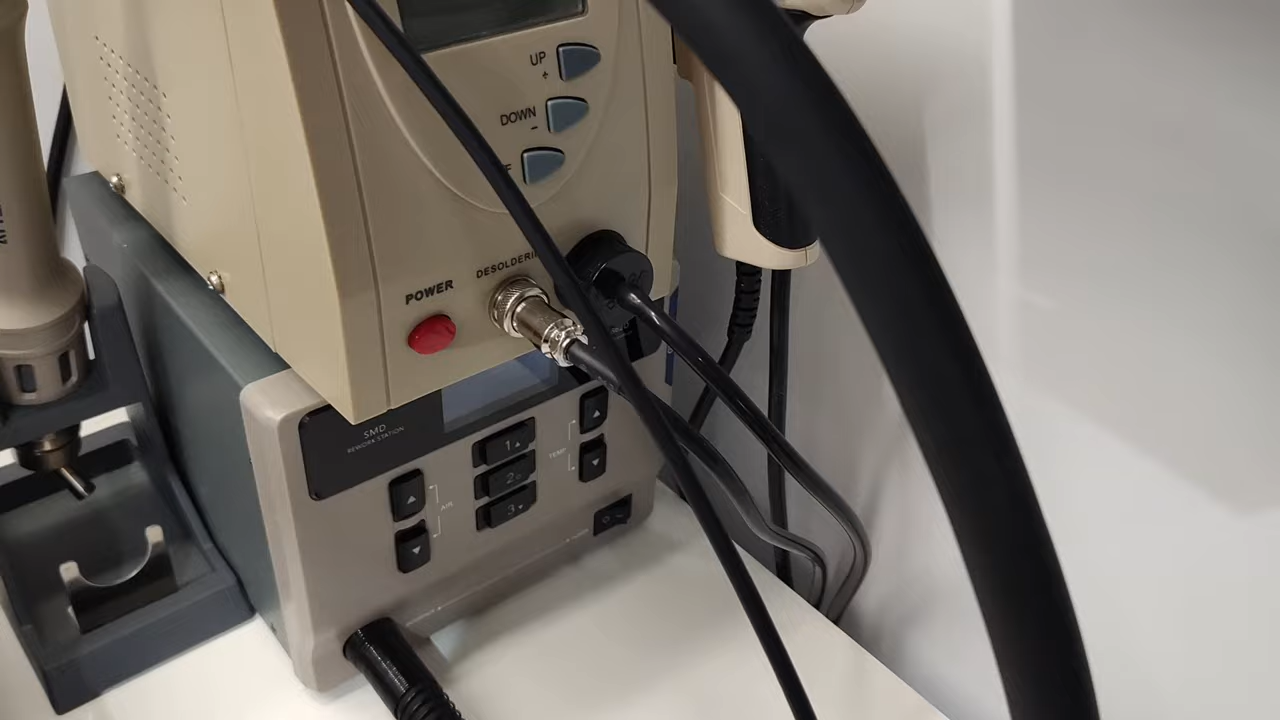 UP
+
DOWN
-
DESOLDERI
POWER
SMD
REWORK STATION
1
2
3
TEMP
AIR